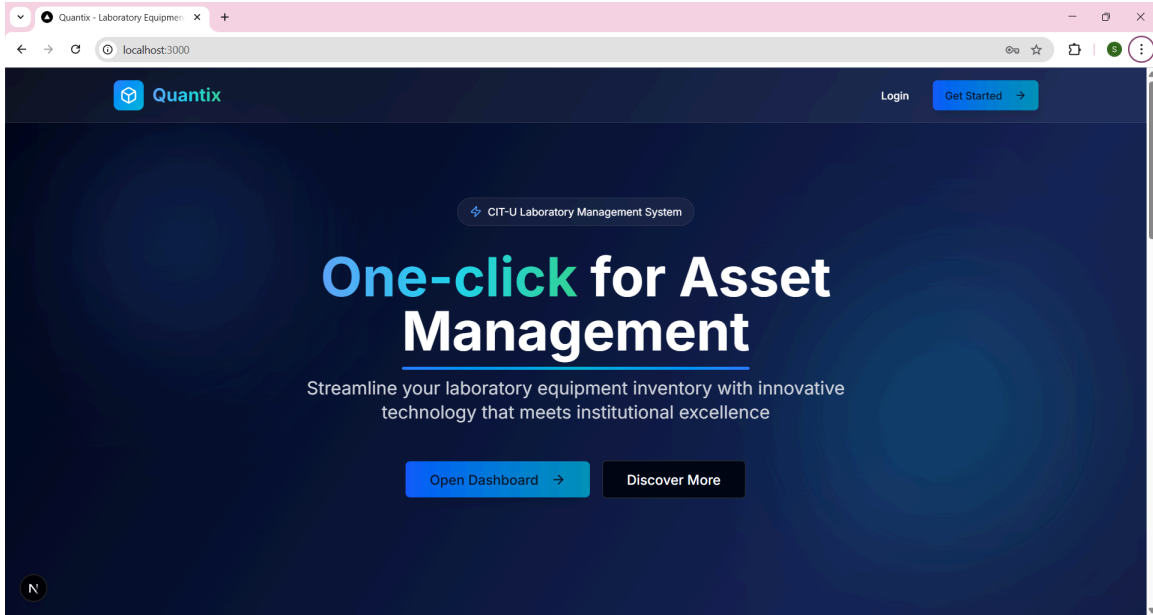 Quantix - Laboratory Equipmen
localhost:3000
S
Quantix
Login
Get Started
CIT-U Laboratory Management System
One-click for Asset
Management
Streamline your laboratory equipment inventory with innovative
technology that meets institutional excellence
Open Dashboard
Discover More
N